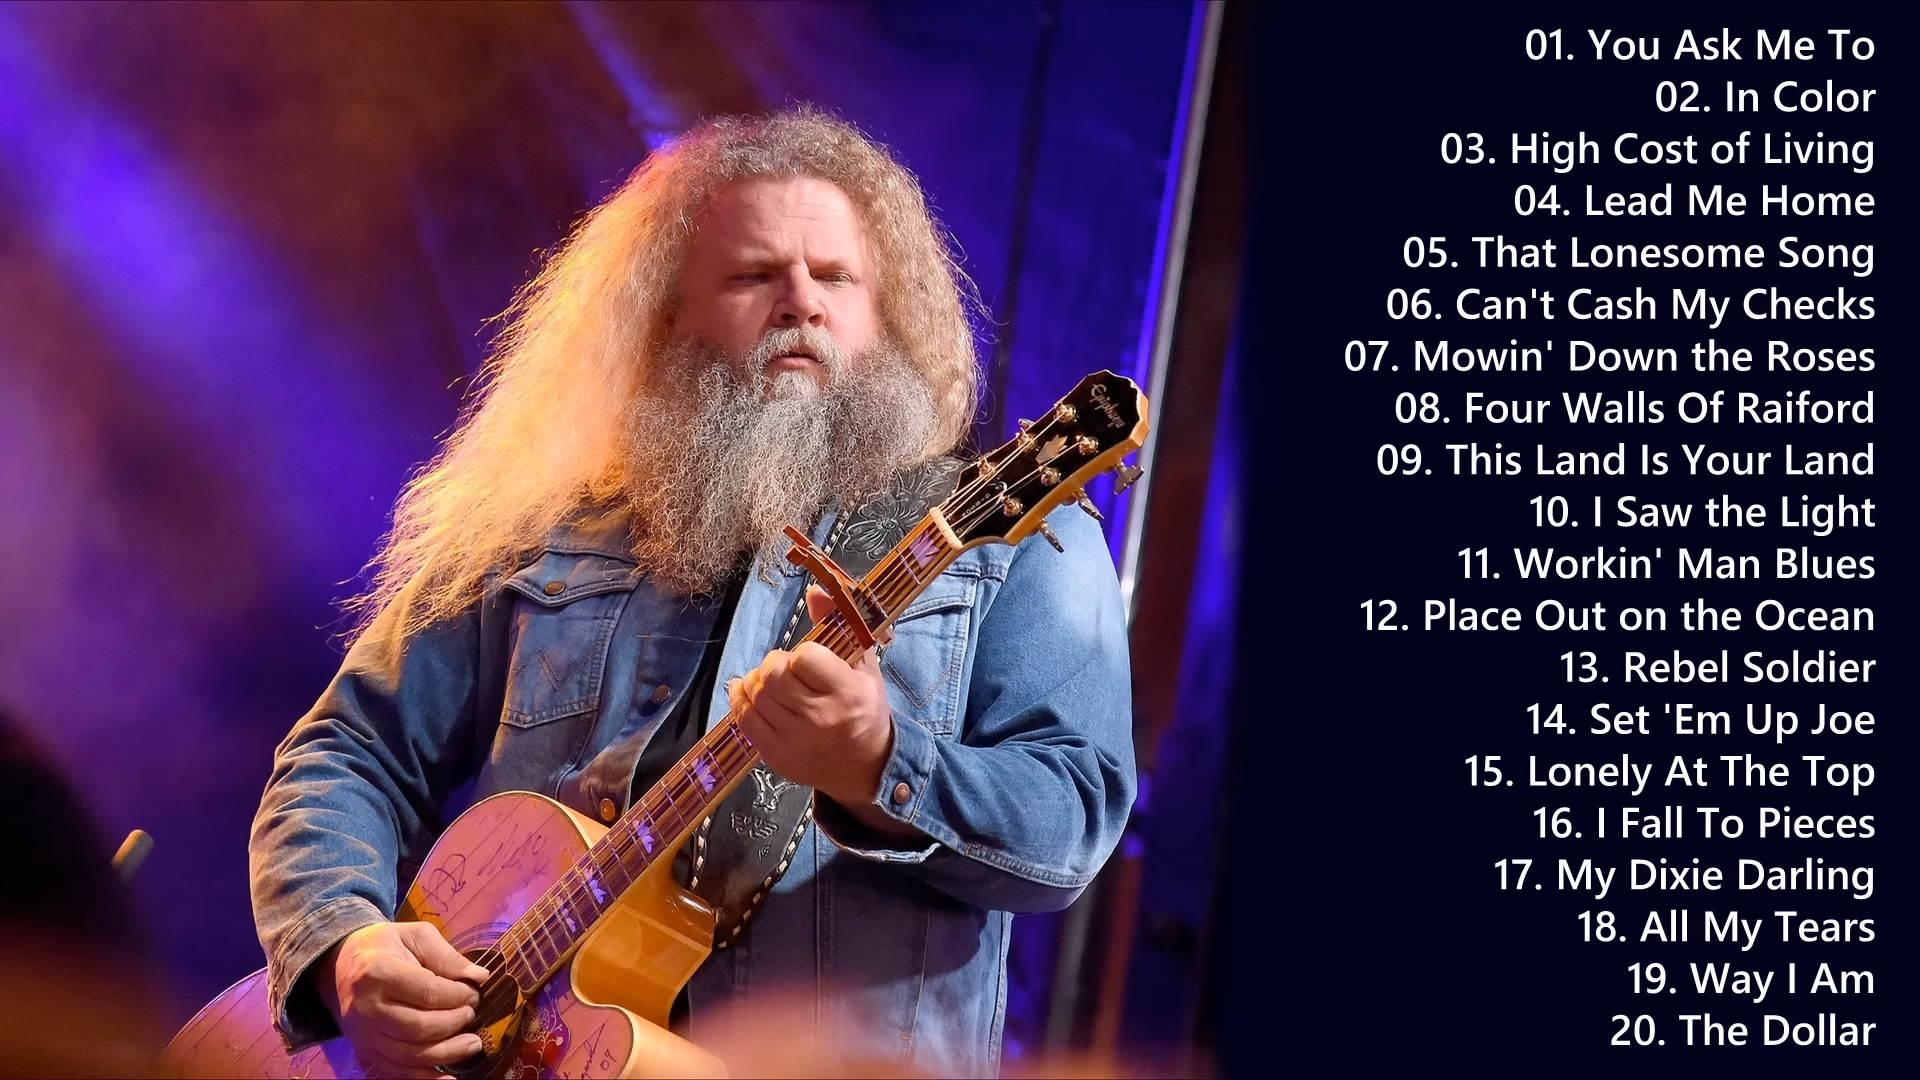 01. You Ask Me To
02. In Color
03. High Cost of Living
04. Lead Me Home
05. That Lonesome Song
06. Can't Cash My Checks
07. Mowin' Down the Roses
08. Four Walls Of Raiford
09. This Land Is Your Land
10. I Saw the Light
11. Workin' Man Blues
12. Place Out on the Ocean
13. Rebel Soldier
14. Set 'Em Up Joe
15. Lonely At The Top
16. I Fall To Pieces
17. My Dixie Darling
18. All My Tears
19. Way I Am
20. The Dollar
Epiphone